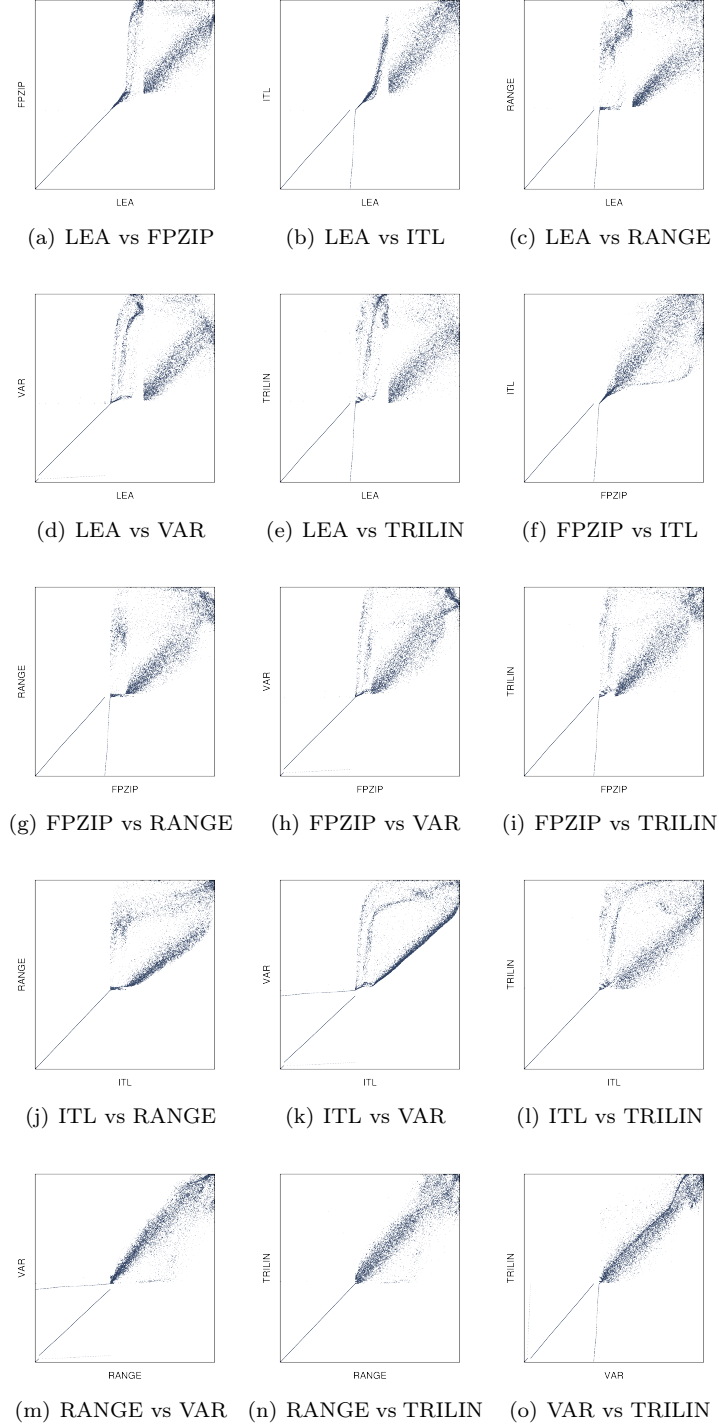 FPZIP
ITL
RANGE
LEA
LEA
LEA
(a) LEA vs FPZIP
(b) LEA vs ITL
(c) LEA vs RANGE
VAR
TRILIN
ITL
LEA
LEA
FPZIP
(d) LEA vs VAR
(e) LEA vs TRILIN
(f) FPZIP vs ITL
RANGE
VAR
TRILIN
FPZIP
FPZIP
FPZIP
(g) FPZIP vs RANGE
(h) FPZIP vs VAR
(i) FPZIP vs TRILIN
RANGE
VAR
TRILIN
ITL
ITL
ITL
(j) ITL vs RANGE
(k) ITL vs VAR
(l) ITL vs TRILIN
VAR
TRILIN
TRILIN
RANGE
RANGE
VAR
(m) RANGE vs VAR
(n) RANGE vs TRILIN
(o) VAR vs TRILIN